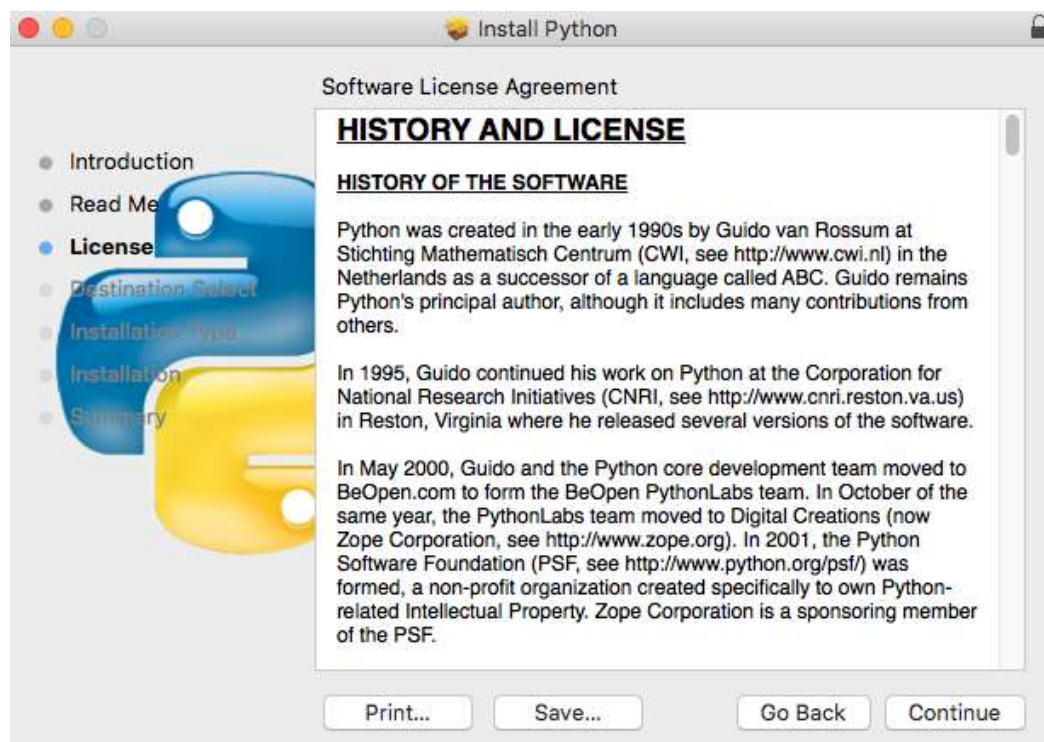 Install Python
Software License Agreement
Introduction
Read Me
License
Destination Select
Installation Type
Installation
Summary
HISTORY AND LICENSE
HISTORY OF THE SOFTWARE
Python was created in the early 1990s by Guido van Rossum at
Stichting Mathematisch Centrum (CWI, see http://www.cwi.nl) in the
Netherlands as a successor of a language called ABC. Guido remains
Python's principal author, although it includes many contributions from
others.
In 1995, Guido continued his work on Python at the Corporation for
National Research Initiatives (CNRI, see http://www.cnri.reston.va.us)
in Reston, Virginia where he released several versions of the software.
In May 2000, Guido and the Python core development team moved to
BeOpen.com to form the BeOpen PythonLabs team. In October of the
same year, the PythonLabs team moved to Digital Creations (now
Zope Corporation, see http://www.zope.org). In 2001, the Python
Software Foundation (PSF, see http://www.python.org/psf/) was
formed, a non-profit organization created specifically to own Python-
related Intellectual Property. Zope Corporation is a sponsoring member
of the PSF.
Print... Save... Go Back Continue